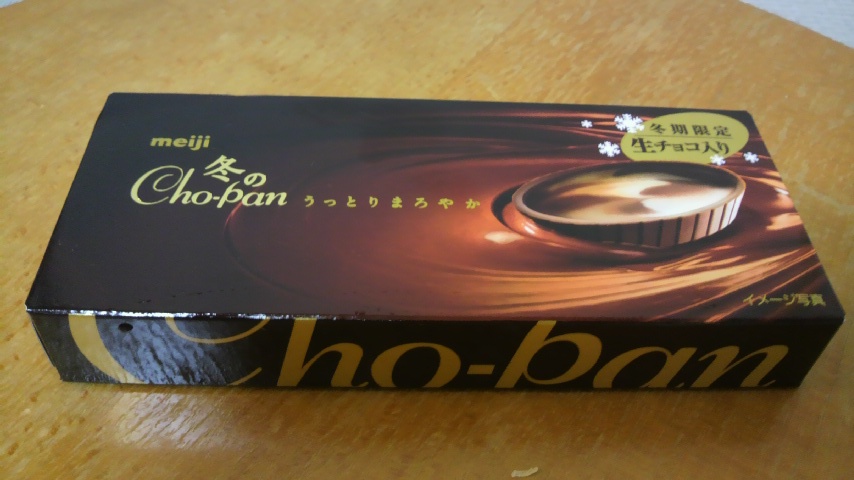 meiji
冬の
Cho-pan
うっとりまろやか
冬期限定
生チョコ入り
イメージ写真
Cho-pan